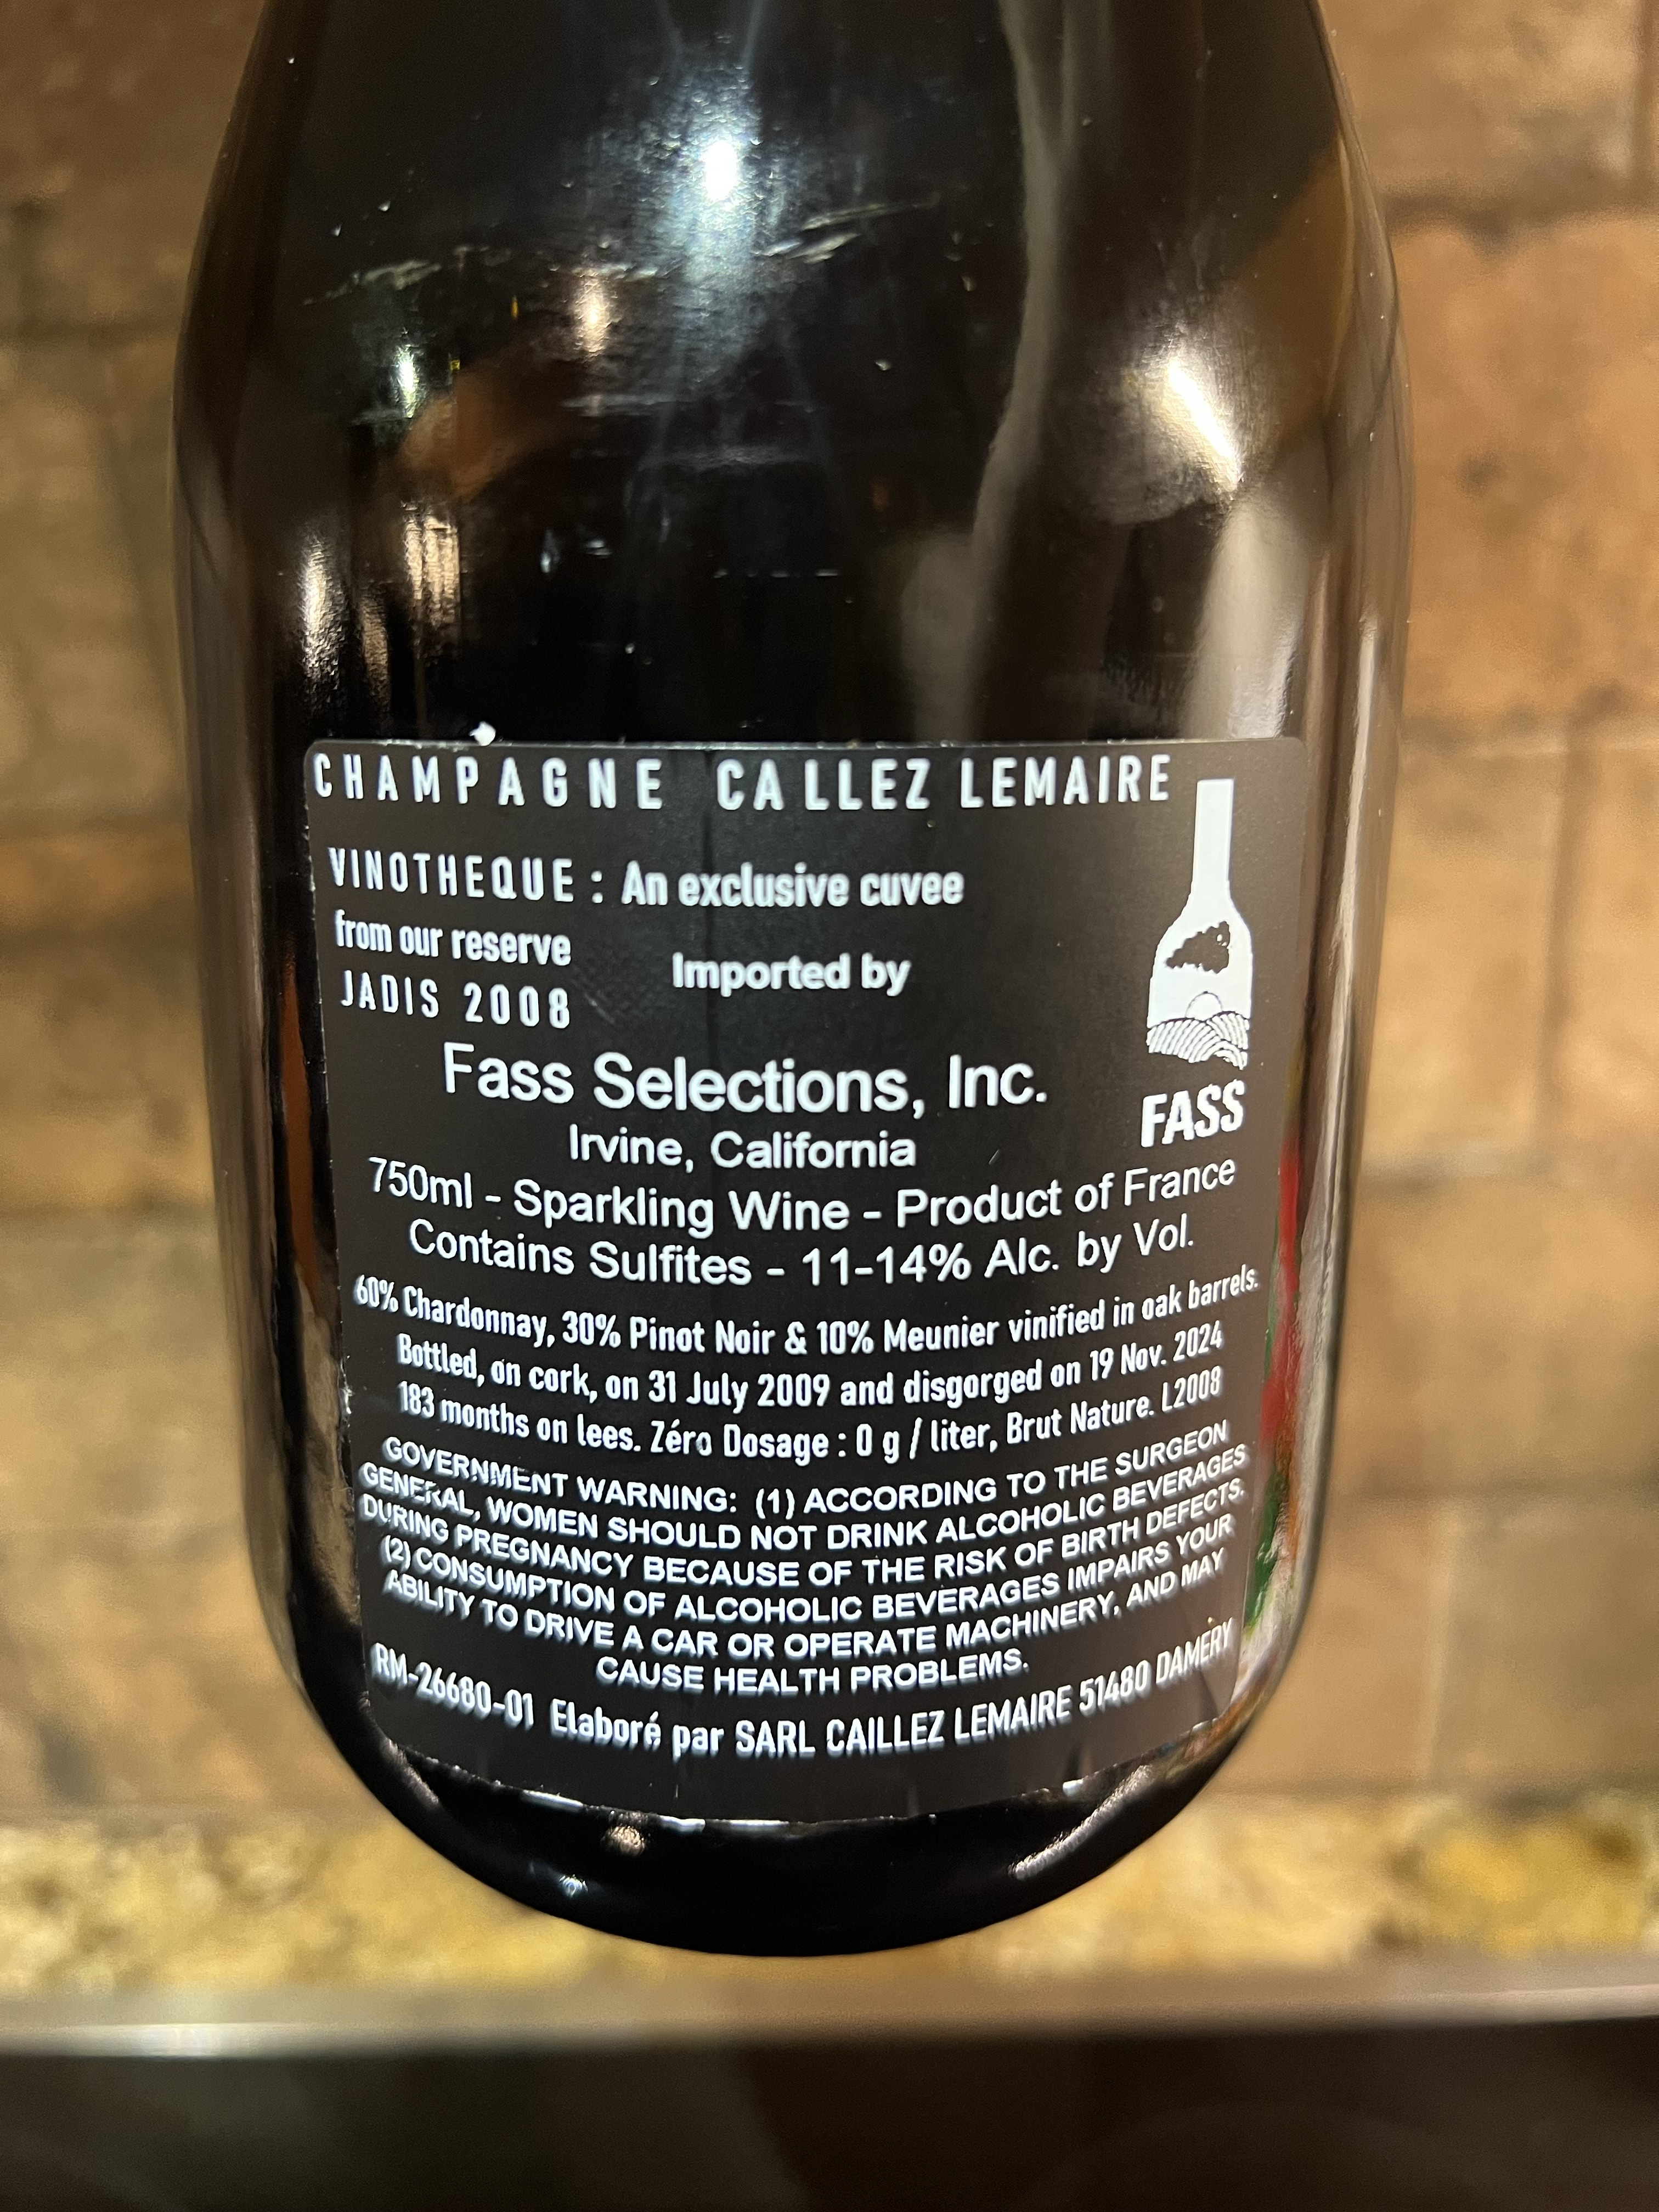 CHAMPAGNE CALLEZ LEMAIRE
VINOTHEQUE : An exclusive cuvee
from our reserve
JADIS 2008
Imported by
Fass Selections, Inc.
Irvine, California
FASS
750ml - Sparkling Wine - Product of France
Contains Sulfites - 11-14% Alc. by Vol.
60% Chardonnay, 30% Pinot Noir & 10% Meunier vinified in oak barrels.
Bottled, on cork, on 31 July 2009 and disgorged on 19 Nov. 2024
183 months on lees. Zéro Dosage : 0 g / liter, Brut Nature. L2008
GOVERNMENT WARNING: (1) ACCORDING TO THE SURGEON
GENERAL, WOMEN SHOULD NOT DRINK ALCOHOLIC BEVERAGES
DURING PREGNANCY BECAUSE OF THE RISK OF BIRTH DEFECTS.
(2) CONSUMPTION OF ALCOHOLIC BEVERAGES IMPAIRS YOUR
ABILITY TO DRIVE A CAR OR OPERATE MACHINERY, AND MAY
CAUSE HEALTH PROBLEMS.
RM-26680-01 Elaboré par SARL CAILLEZ LEMAIRE 51480 DAMERY